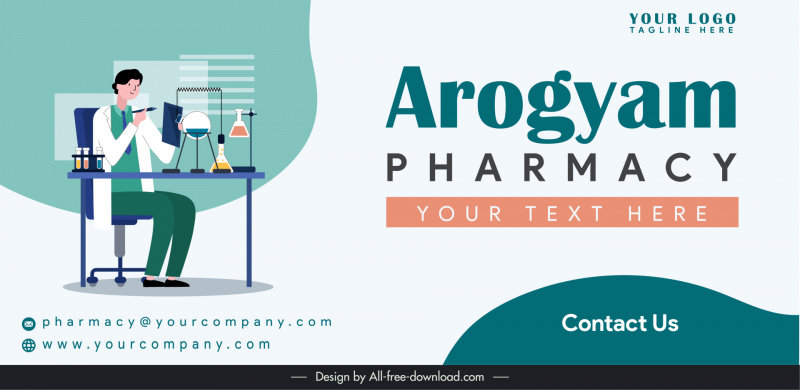 YOUR LOGO
TAGLINE HERE
Arogyam
PHARMACY
YOUR TEXT HERE
pharmacy@yourcompany.com
www.yourcompany.com
Contact Us
Design by All-free-download.com